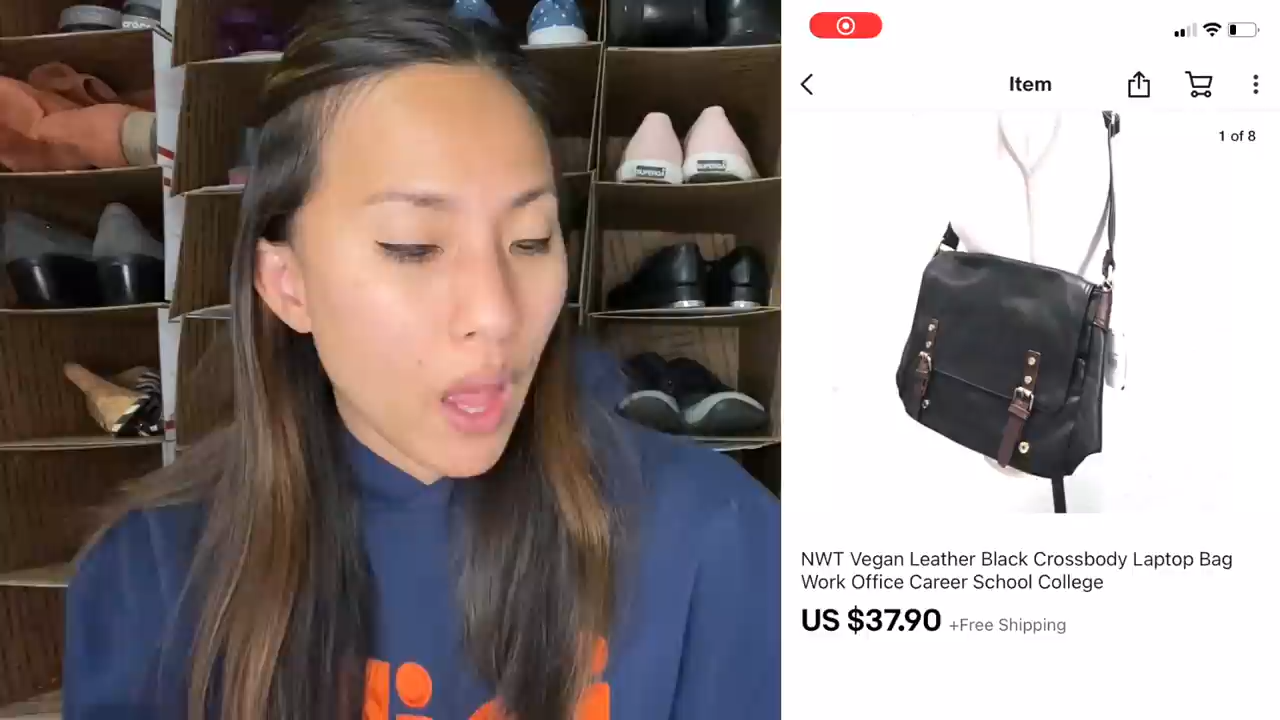 Item
1 of 8
SUPERGA
SUPERGA
NWT Vegan Leather Black Crossbody Laptop Bag
Work Office Career School College
US $37.90 +Free Shipping